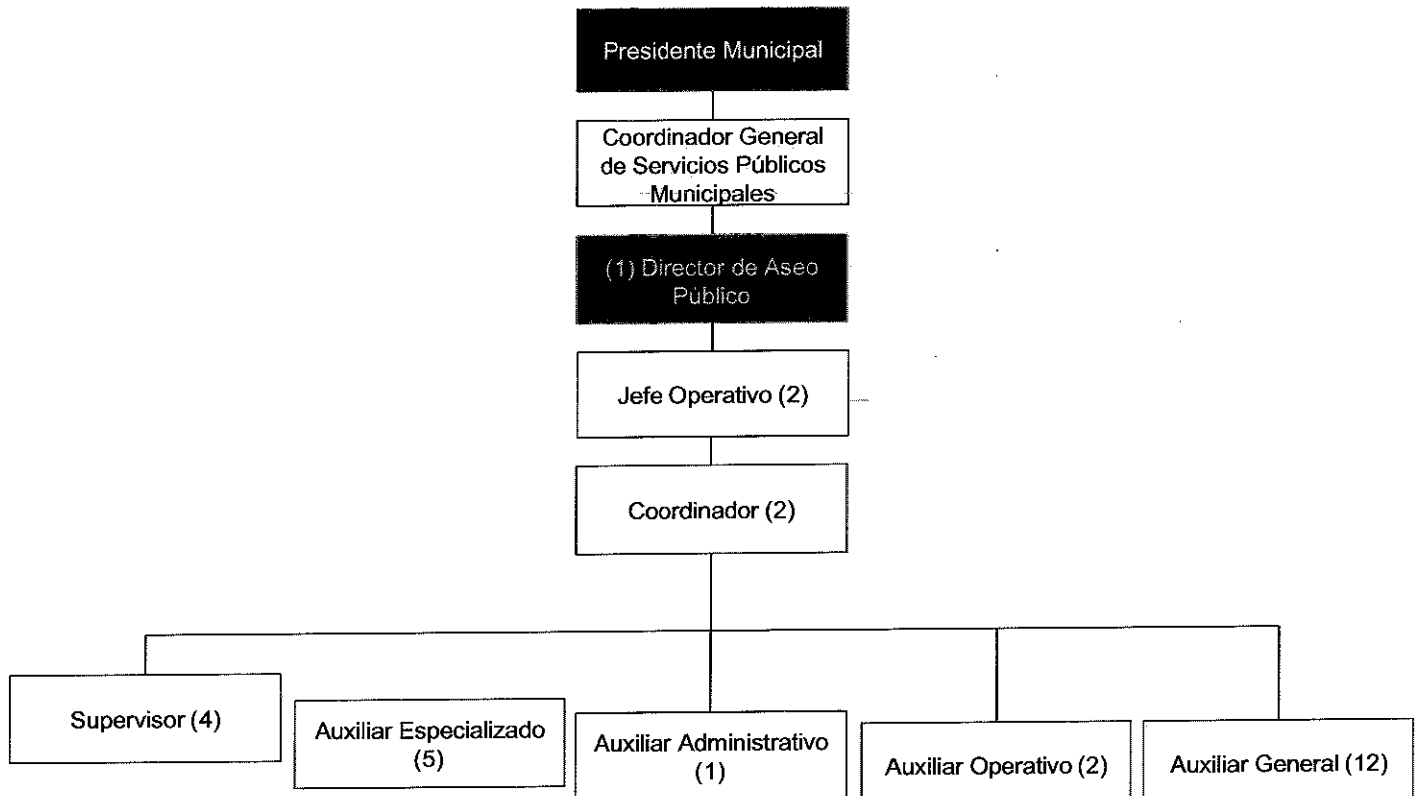 Presidente Municipal
Coordinador General
de Servicios Públicos
Municipales
(1) Director de Aseo
Público
Jefe Operativo (2)
Coordinador (2)
Supervisor (4)
Auxiliar Especializado
(5)
Auxiliar Administrativo
(1)
Auxiliar Operativo (2)
Auxiliar General (12)